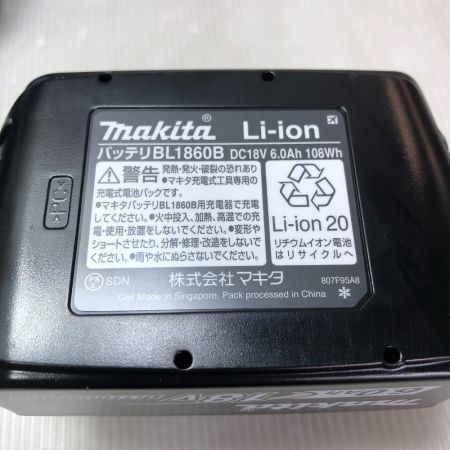 makita® Li-ion
バッテリBL1860B DC18V 6.0Ah 108Wh
警告 発熱・発火・破裂の恐れあり
●マキタ充電式工具専用の
充電式電池パックです。
●マキタバッテリBL1860B用充電器で充電
してください。●火中投入、加熱、高温での充
電・使用・放置をしないでください。●変形や
ショートさせたり、分解・修理・改造をしないで
ください。●雨や水にぬらさないでください。
Li-ion 20
リチウムイオン電池
はリサイクルへ
PS E SDN 株式会社マキタ 807F95A8
Cell Made in Singapore, Pack processed in China
makita
18V